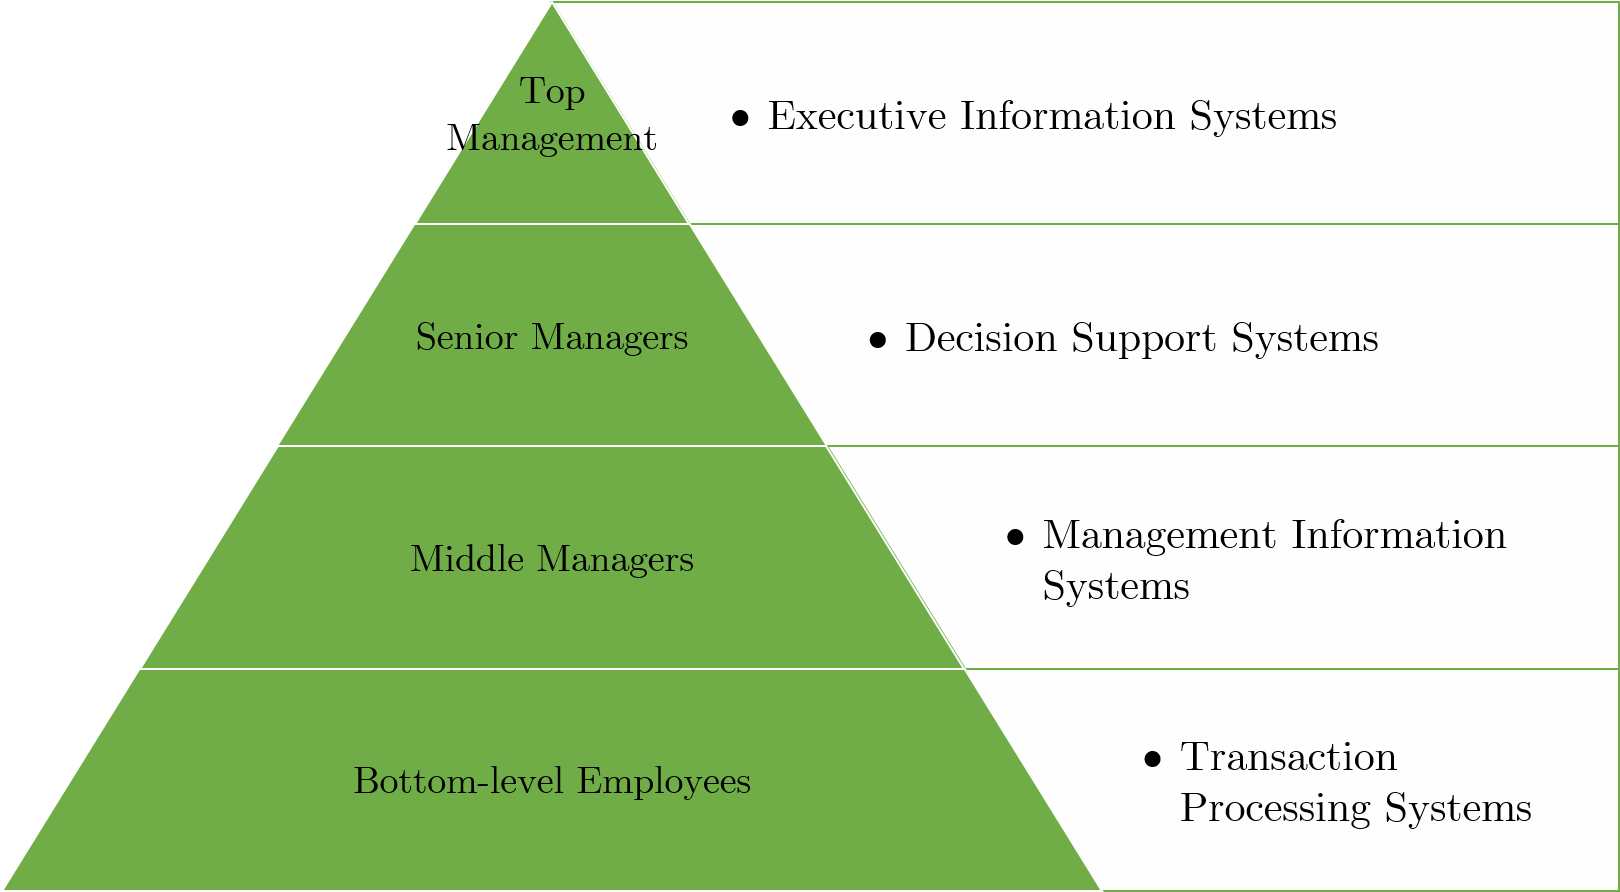 Top
Management
• Executive Information Systems
Senior Managers
• Decision Support Systems
Middle Managers
• Management Information
Systems
Bottom-level Employees
• Transaction
Processing Systems